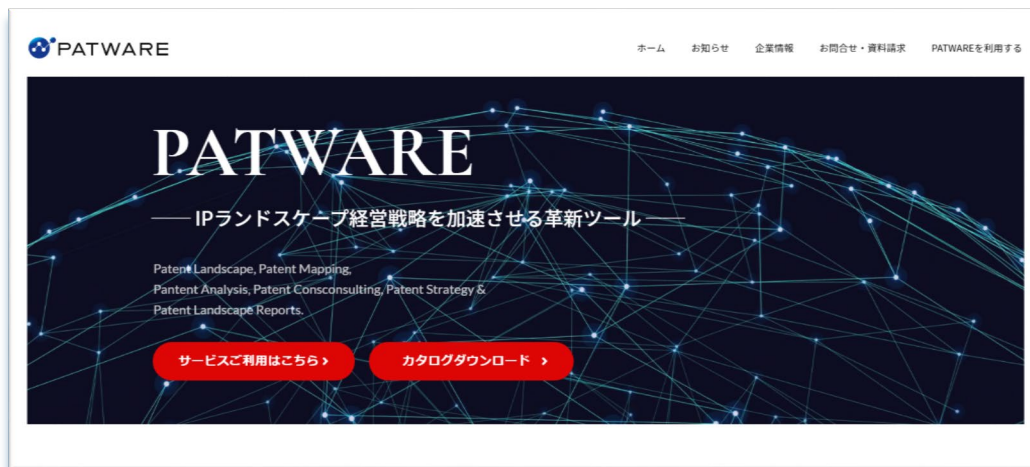 PATWARE
ホーム お知らせ 企業情報 お問合せ・資料請求 PATWAREを利用する
PATWARE
IPランドスケープ経営戦略を加速させる革新ツール
Patent Landscape, Patent Mapping,
Pantent Analysis, Patent Consconsulting, Patent Strategy &
Patent Landscape Reports.
サービスご利用はこちら › カタログダウンロード ›